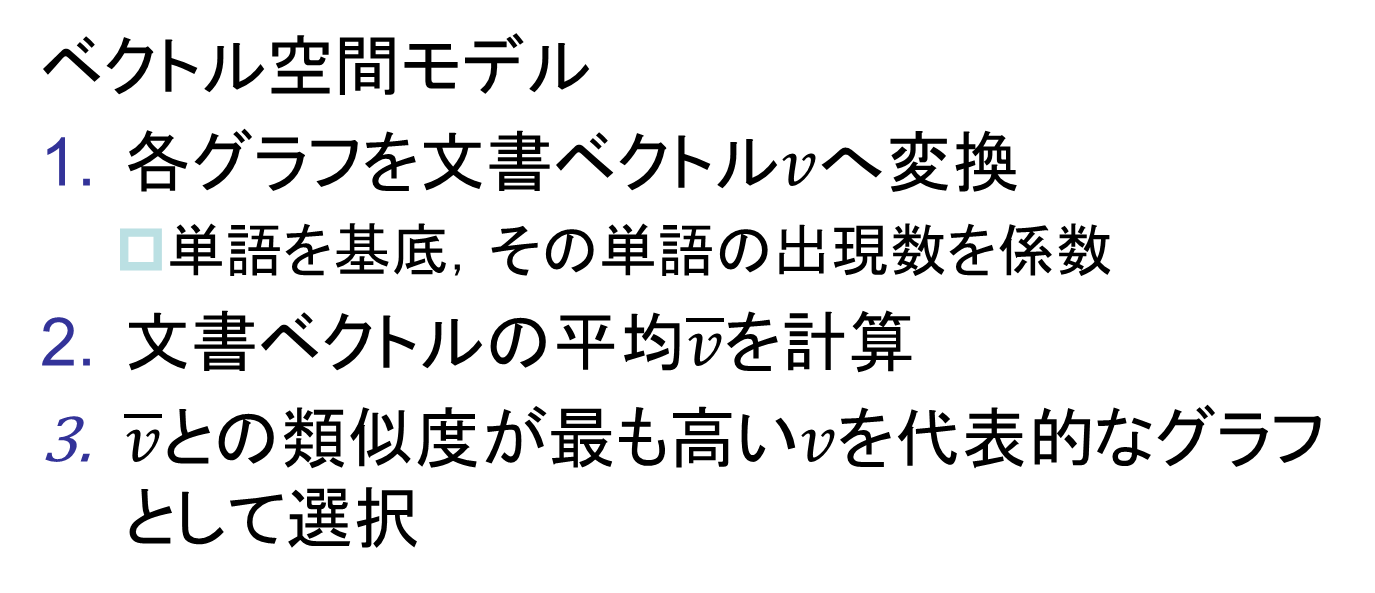 ベクトル空間モデル
1. 各グラフを文書ベクトル𝑣へ変換
単語を基底，その単語の出現数を係数
2. 文書ベクトルの平均𝑣̅を計算
3. 𝑣̅との類似度が最も高い𝑣を代表的なグラフ
として選択